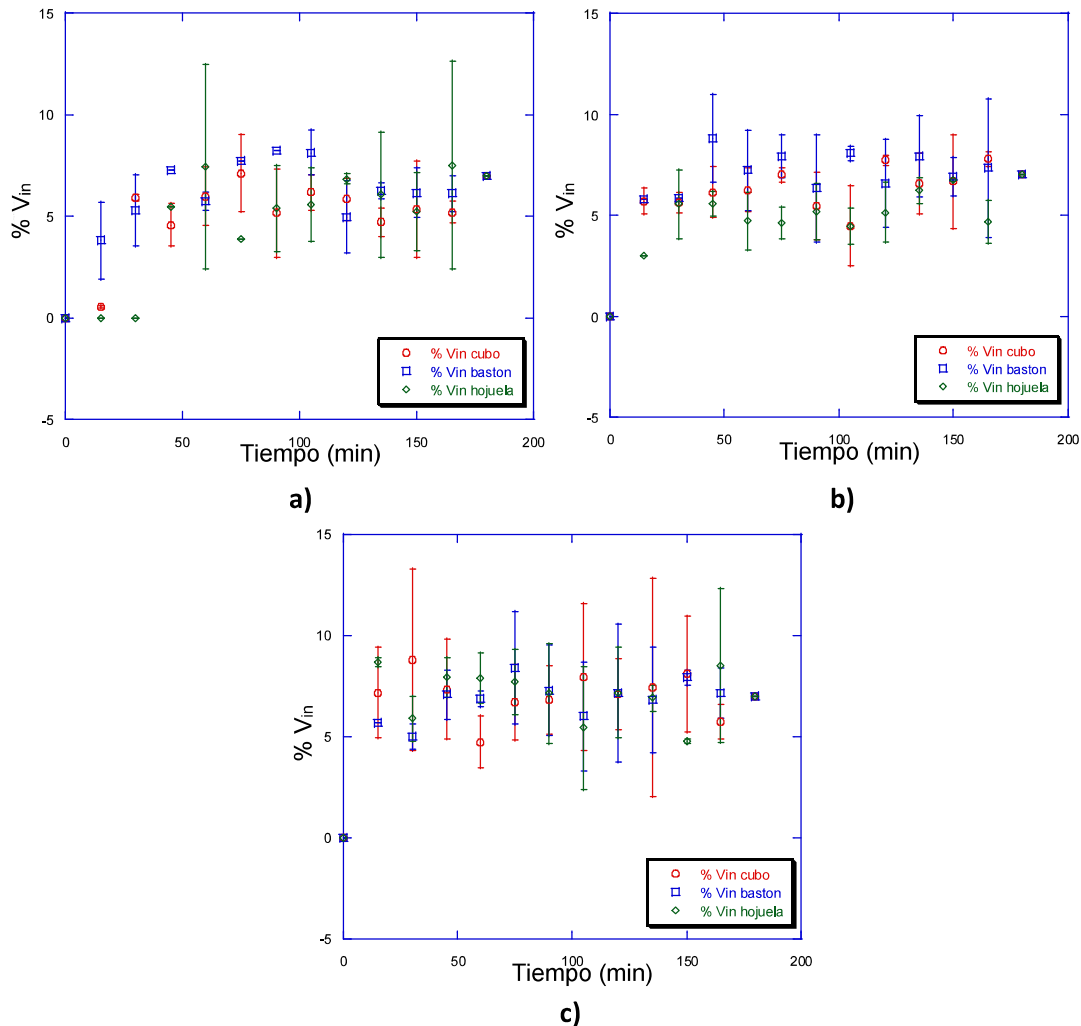 15
10
5
0
-5
% Vin
% Vin cubo
% Vin baston
% Vin hojuela
0
50
100
150
200
Tiempo (min)
a)
15
10
5
0
-5
% Vin
% Vin cubo
% Vin baston
% Vin hojuela
0
50
100
150
200
Tiempo (min)
b)
15
10
5
0
-5
% Vin
% Vin cubo
% Vin baston
% Vin hojuela
0
50
100
150
200
Tiempo (min)
c)